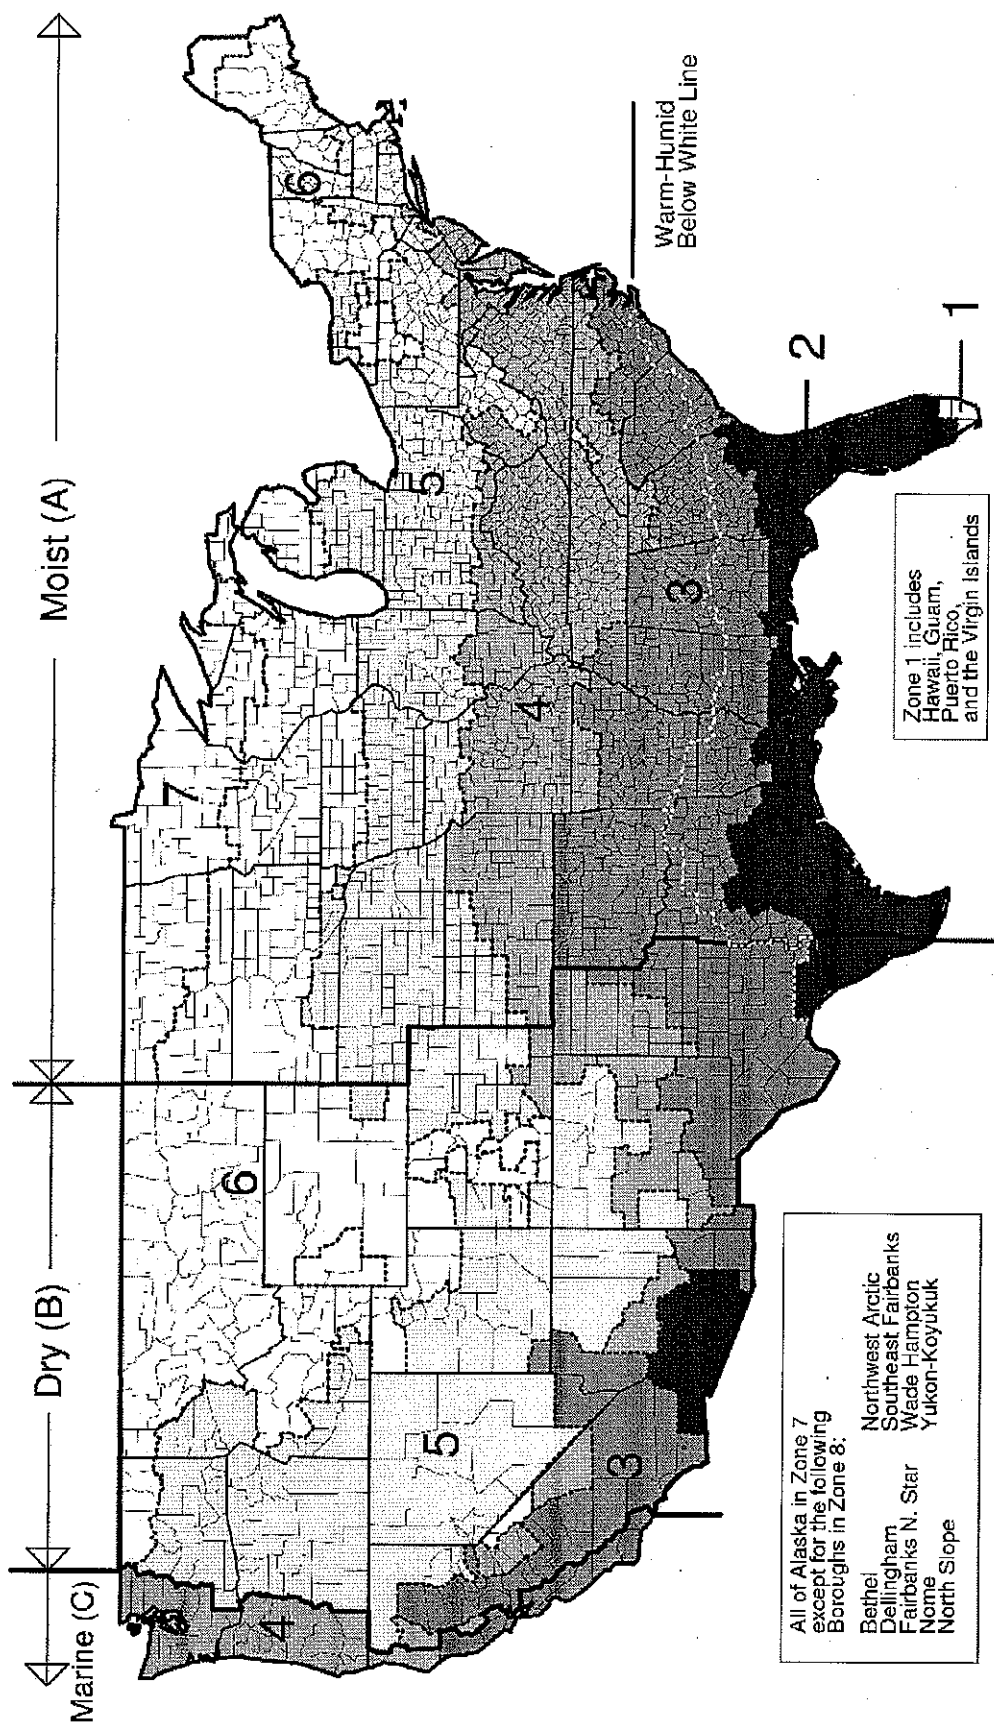 Marine (C)
Dry (B)
Moist (A)
7
6
6
5
5
4
4
3
3
2
1
Warm-Humid
Below White Line
All of Alaska in Zone 7
except for the following
Boroughs in Zone 8:
Bethel
Dellingham
Fairbanks N. Star
Nome
North Slope
Northwest Arctic
Southeast Fairbanks
Wade Hampton
Yukon-Koyukuk
Zone 1 includes
Hawaii, Guam,
Puerto Rico,
and the Virgin Islands